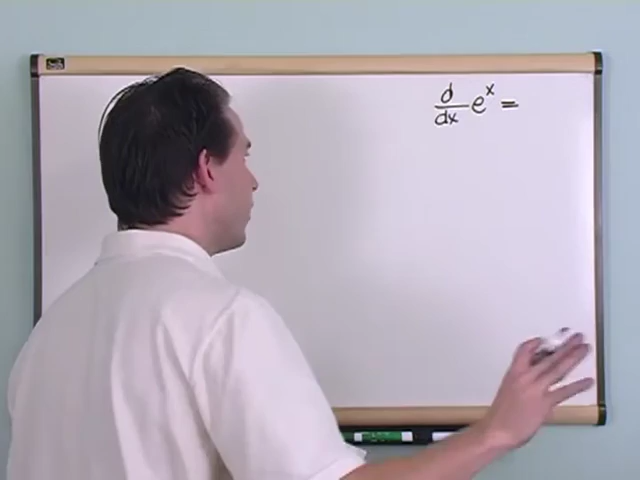 d/dx e^x =